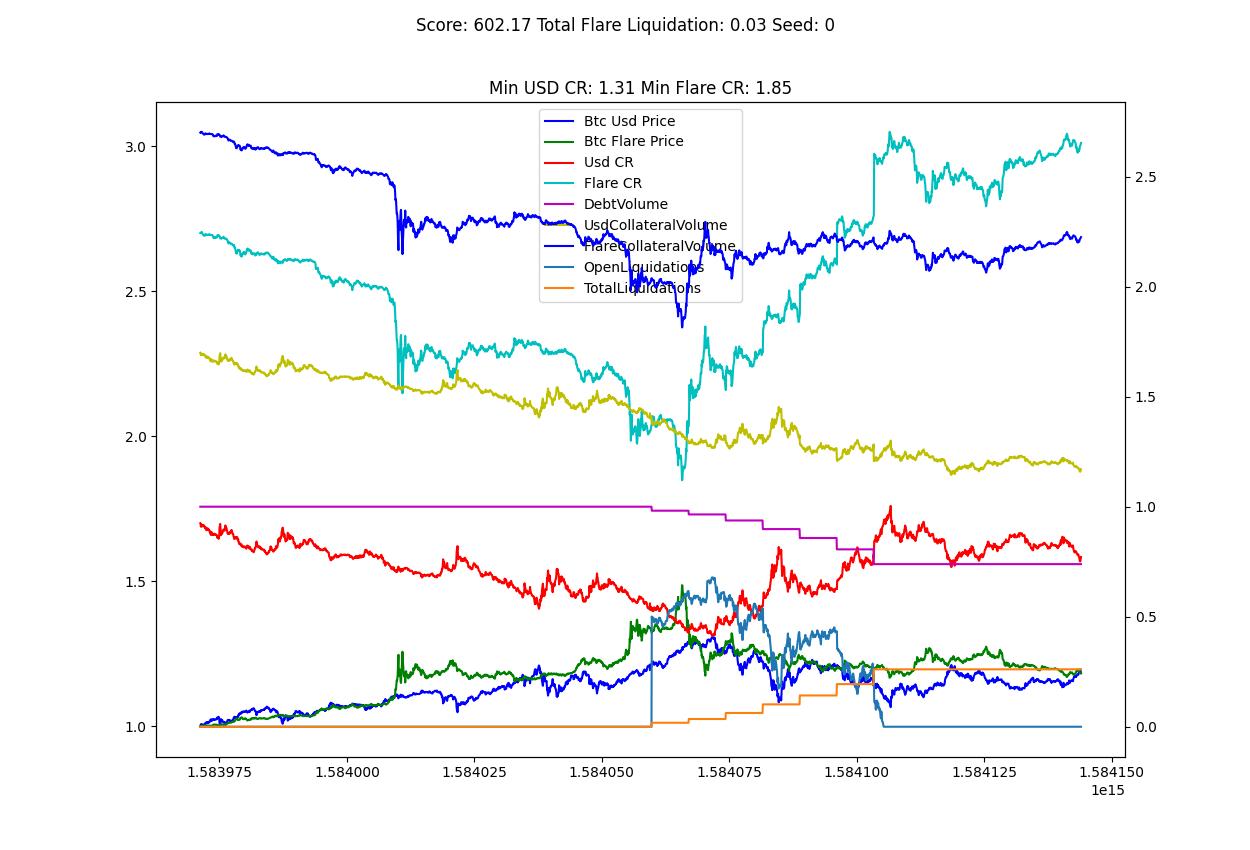 Score: 602.17 Total Flare Liquidation: 0.03 Seed: 0
Min USD CR: 1.31 Min Flare CR: 1.85
Btc Usd Price
Btc Flare Price
Usd CR
Flare CR
DebtVolume
UsdCollateralVolume
FlareCollateralVolume
OpenLiquidations
TotalLiquidations
3.0
2.5
2.0
1.5
1.0
2.5
2.0
1.5
1.0
0.5
0.0
1.583975 1.584000 1.584025 1.584050 1.584075 1.584100 1.584125 1.584150
1e15